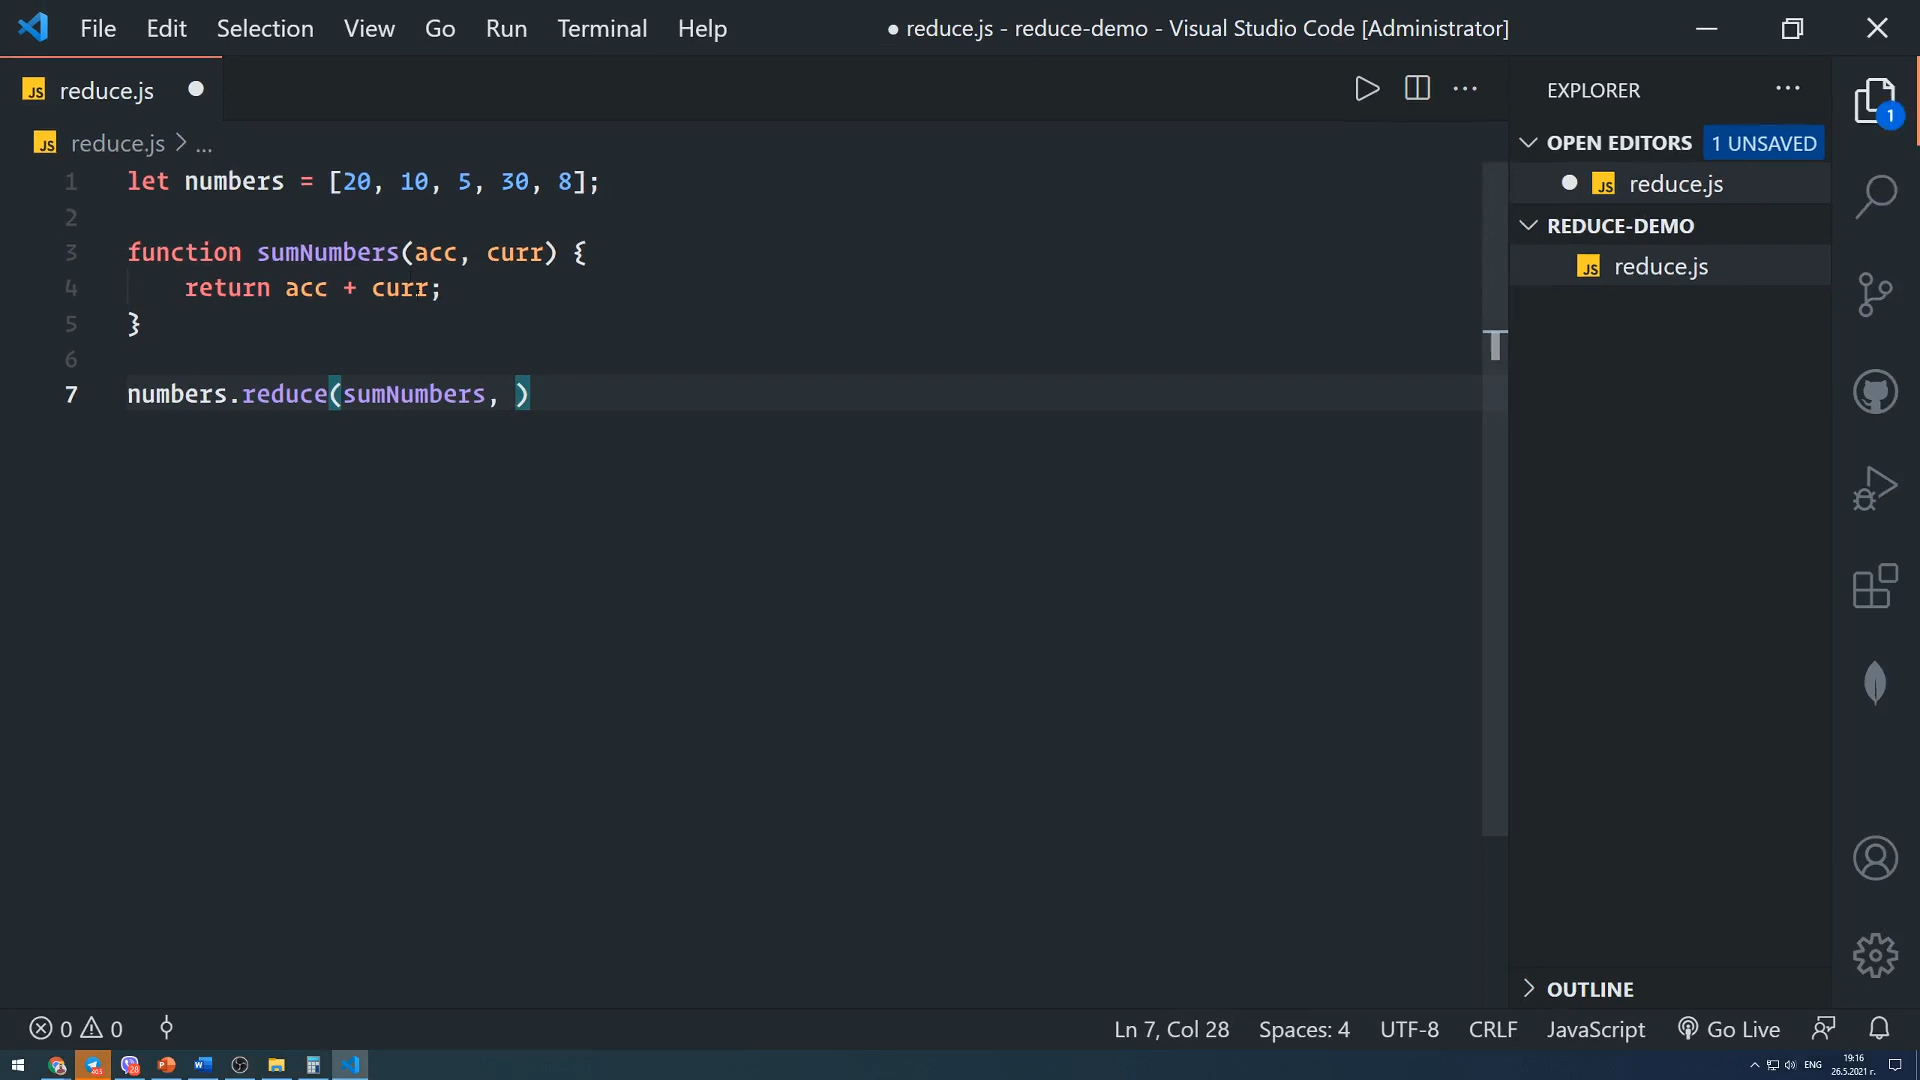 File Edit Selection View Go Run Terminal Help
● reduce.js - reduce-demo - Visual Studio Code [Administrator]
JS reduce.js
JS reduce.js > ...
1 let numbers = [20, 10, 5, 30, 8];
2
3 function sumNumbers(acc, curr) {
4 return acc + curr;
5 }
6
7 numbers.reduce(sumNumbers, )
EXPLORER
OPEN EDITORS 1 UNSAVED
JS reduce.js
REDUCE-DEMO
JS reduce.js
OUTLINE
1
0 0
Ln 7, Col 28 Spaces: 4 UTF-8 CRLF JavaScript Go Live
ENG
19:16
26.5.2021 г.